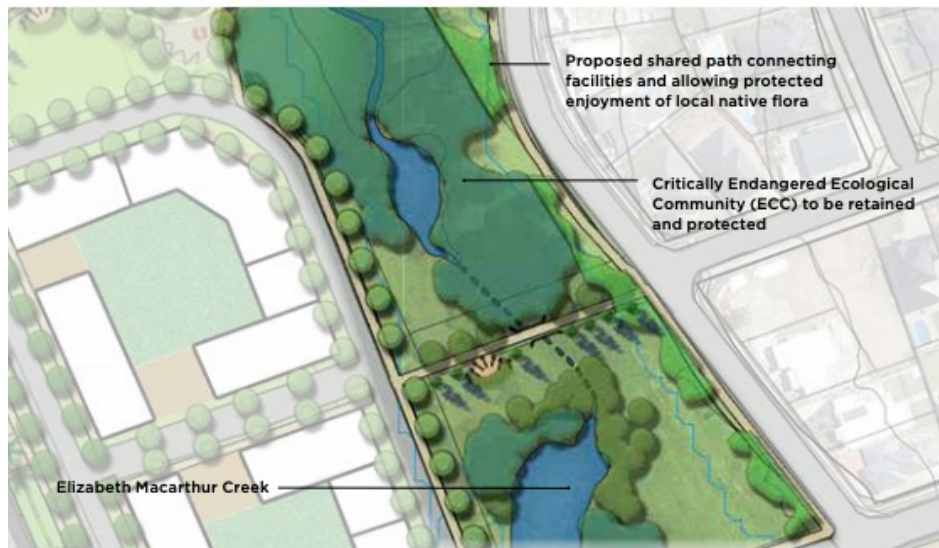 Proposed shared path connecting
facilities and allowing protected
enjoyment of local native flora
Critically Endangered Ecological
Community (ECC) to be retained
and protected
Elizabeth Macarthur Creek